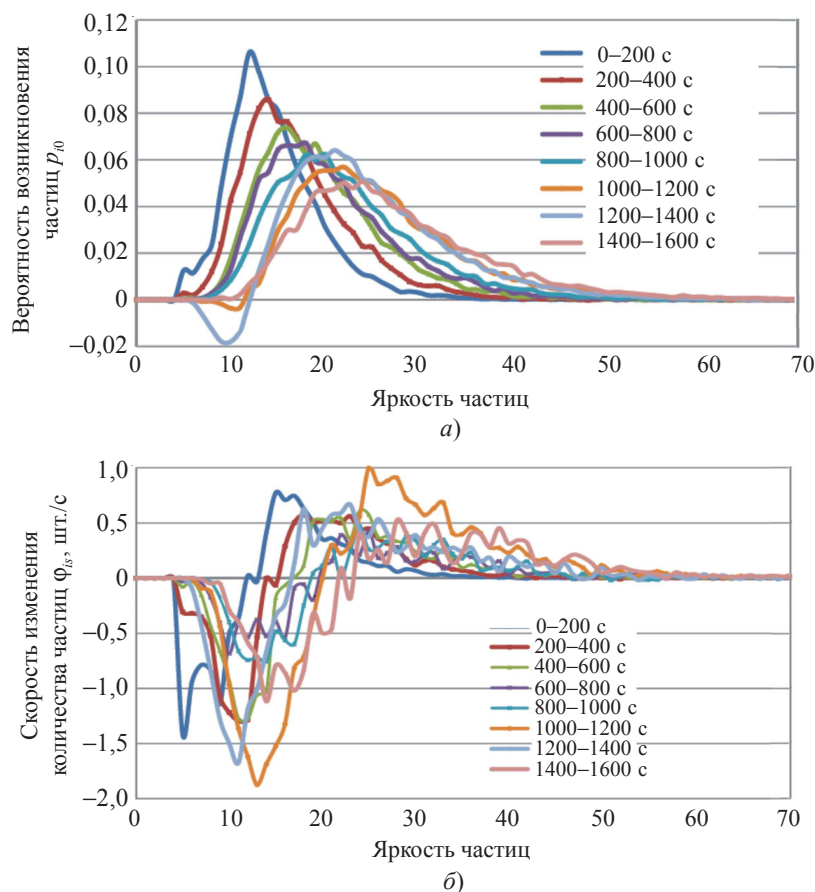 0,12
0,10
0,08
0,06
0,04
0,02
0
–0,02
Вероятность возникновения
частиц p_{i0}
0–200 с
200–400 с
400–600 с
600–800 с
800–1000 с
1000–1200 с
1200–1400 с
1400–1600 с
0 10 20 30 40 50 60 70
Яркость частиц
а)
1,0
0,5
0
–0,5
–1,0
–1,5
–2,0
Скорость изменения
количества частиц φ_{is}, шт./с
0–200 с
200–400 с
400–600 с
600–800 с
800–1000 с
1000–1200 с
1200–1400 с
1400–1600 с
0 10 20 30 40 50 60 70
Яркость частиц
б)